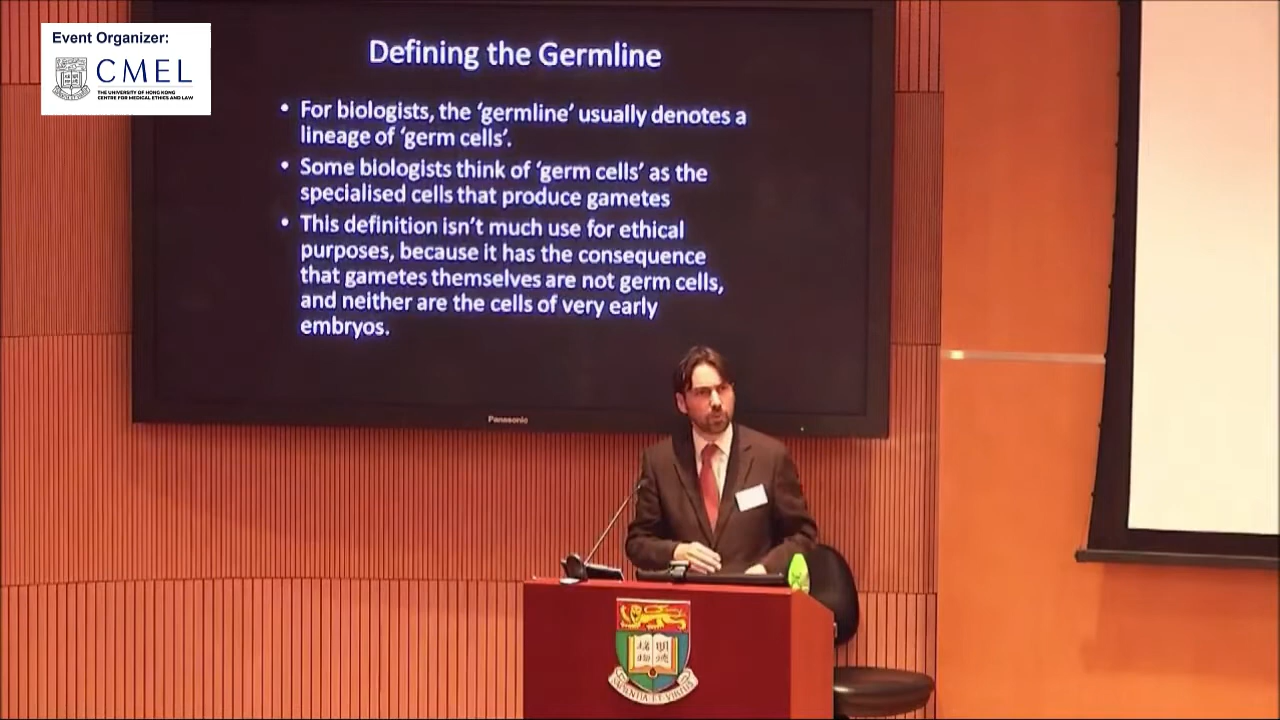 Event Organizer:
CMEL
THE UNIVERSITY OF HONG KONG
CENTRE FOR MEDICAL ETHICS AND LAW
Defining the Germline
• For biologists, the ‘germline’ usually denotes a
lineage of ‘germ cells’.
• Some biologists think of ‘germ cells’ as the
specialised cells that produce gametes
• This definition isn’t much use for ethical
purposes, because it has the consequence
that gametes themselves are not germ cells,
and neither are the cells of very early
embryos.
Panasonic
SAPIENTIA ET VIRTUS